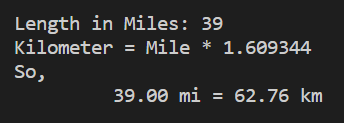 Length in Miles: 39
Kilometer = Mile * 1.609344
So,
39.00 mi = 62.76 km